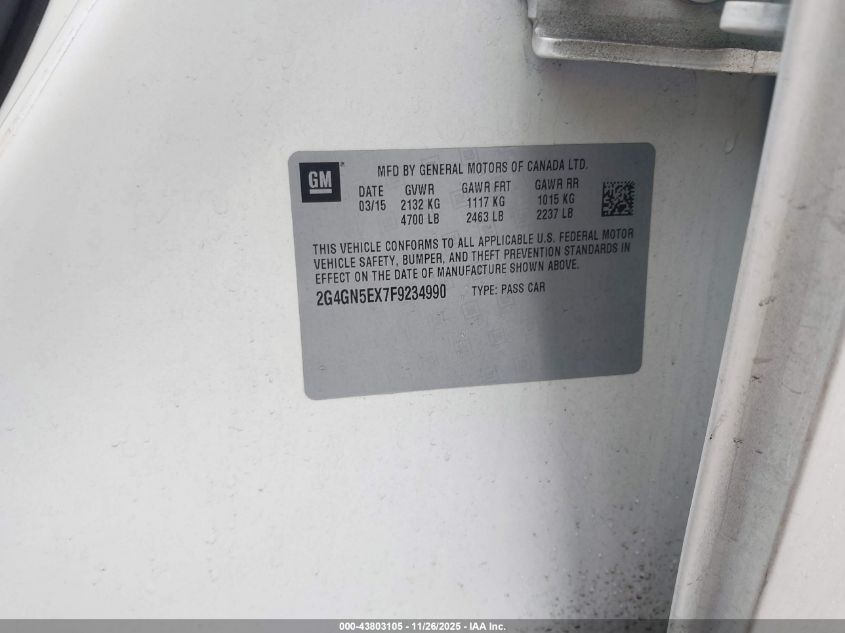 GM
MFD BY GENERAL MOTORS OF CANADA LTD.
DATE GVWR GAWR FRT GAWR RR
03/15 2132 KG 1117 KG 1015 KG
4700 LB 2463 LB 2237 LB
THIS VEHICLE CONFORMS TO ALL APPLICABLE U.S. FEDERAL MOTOR
VEHICLE SAFETY, BUMPER, AND THEFT PREVENTION STANDARDS IN
EFFECT ON THE DATE OF MANUFACTURE SHOWN ABOVE.
2G4GN5EX7F9234990 TYPE: PASS CAR
000-43803105 - 11/26/2025 - IAA Inc.